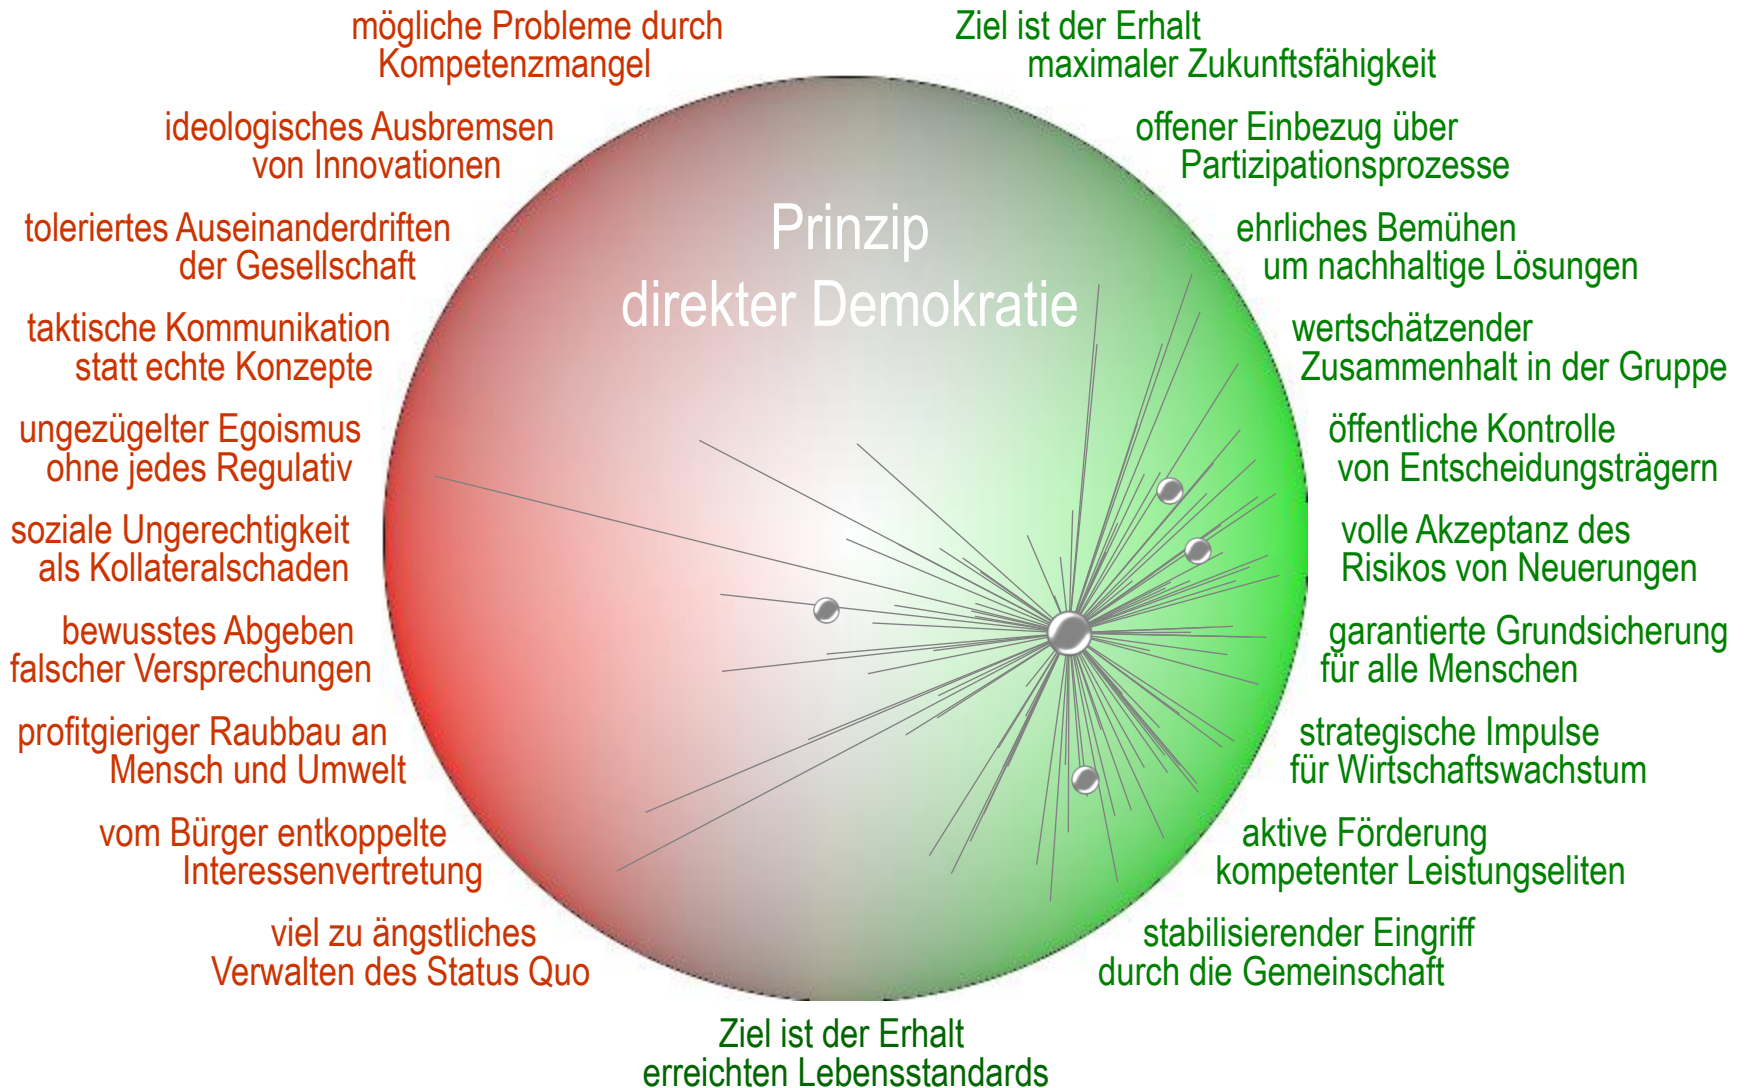 mögliche Probleme durch
Kompetenzmangel
ideologisches Ausbremsen
von Innovationen
toleriertes Auseinanderdriften
der Gesellschaft
taktische Kommunikation
statt echte Konzepte
ungezügelter Egoismus
ohne jedes Regulativ
soziale Ungerechtigkeit
als Kollateralschaden
bewusstes Abgeben
falscher Versprechungen
profitgieriger Raubbau an
Mensch und Umwelt
vom Bürger entkoppelte
Interessenvertretung
viel zu ängstliches
Verwalten des Status Quo
Prinzip
direkter Demokratie
Ziel ist der Erhalt
maximaler Zukunftsfähigkeit
offener Einbezug über
Partizipationsprozesse
ehrliches Bemühen
um nachhaltige Lösungen
wertschätzender
Zusammenhalt in der Gruppe
öffentliche Kontrolle
von Entscheidungsträgern
volle Akzeptanz des
Risikos von Neuerungen
garantierte Grundsicherung
für alle Menschen
strategische Impulse
für Wirtschaftswachstum
aktive Förderung
kompetenter Leistungseliten
stabilisierender Eingriff
durch die Gemeinschaft
Ziel ist der Erhalt
erreichten Lebensstandards